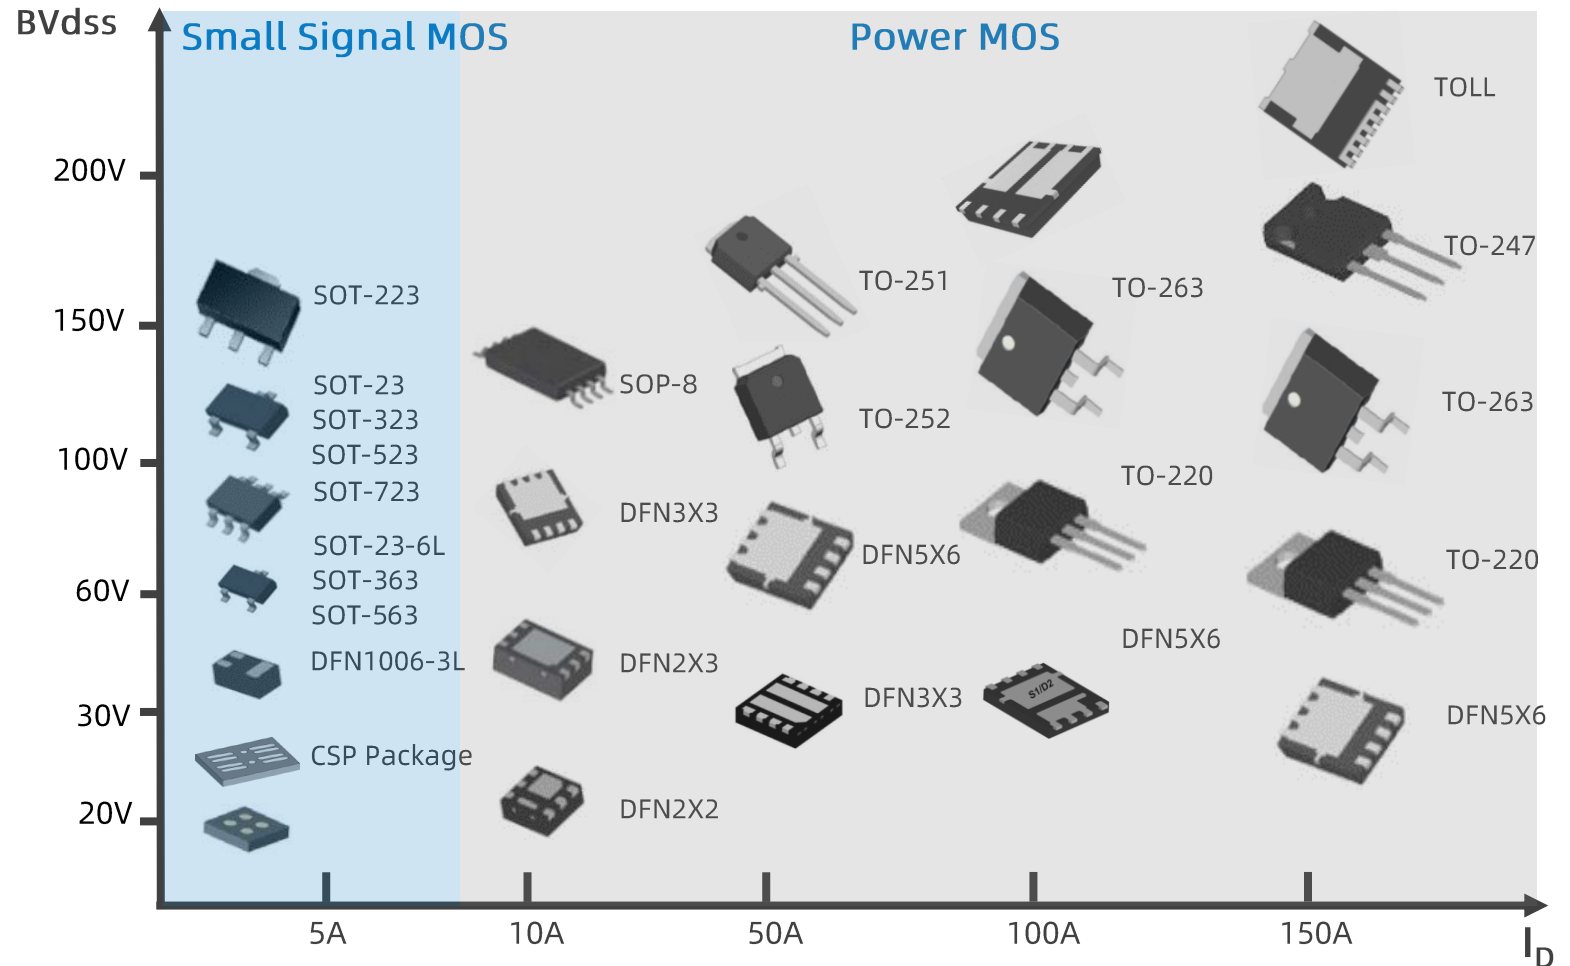 BVdss
Small Signal MOS
Power MOS
200V
150V
100V
60V
30V
20V
SOT-223
SOT-23
SOT-323
SOT-523
SOT-723
SOT-23-6L
SOT-363
SOT-563
DFN1006-3L
CSP Package
SOP-8
DFN3X3
DFN2X3
DFN2X2
TO-251
TO-252
DFN5X6
DFN3X3
TO-263
TO-220
DFN5X6
S1/D2
TOLL
TO-247
TO-263
TO-220
DFN5X6
5A
10A
50A
100A
150A
ID